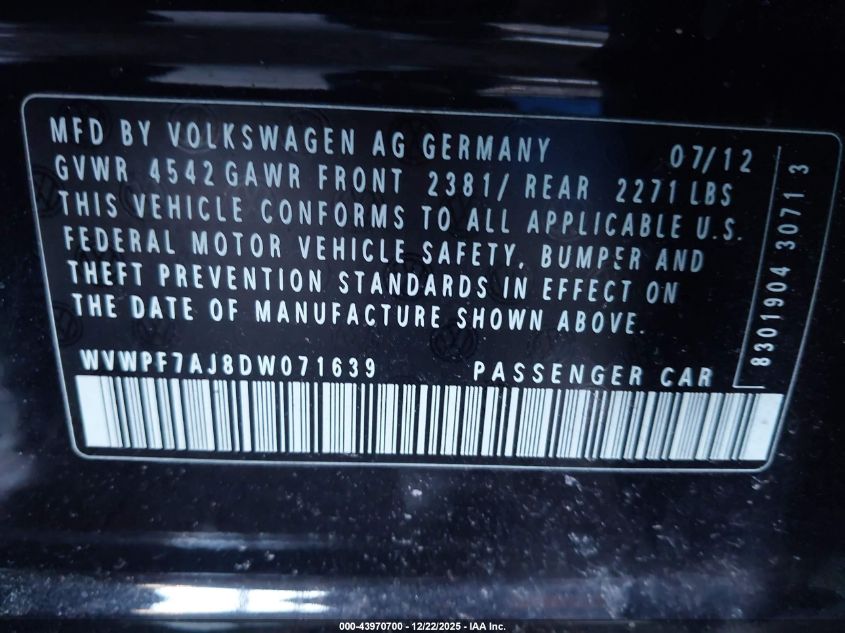 MFD BY VOLKSWAGEN AG GERMANY 07/12
GVWR 4542 GAWR FRONT 2381/ REAR 2271 LBS
THIS VEHICLE CONFORMS TO ALL APPLICABLE U.S.
FEDERAL MOTOR VEHICLE SAFETY, BUMPER AND
THEFT PREVENTION STANDARDS IN EFFECT ON
THE DATE OF MANUFACTURE SHOWN ABOVE.
WVWPF7AJ8DW071639 PASSENGER CAR
8301904 3071 3
000-43970700 - 12/22/2025 - IAA Inc.